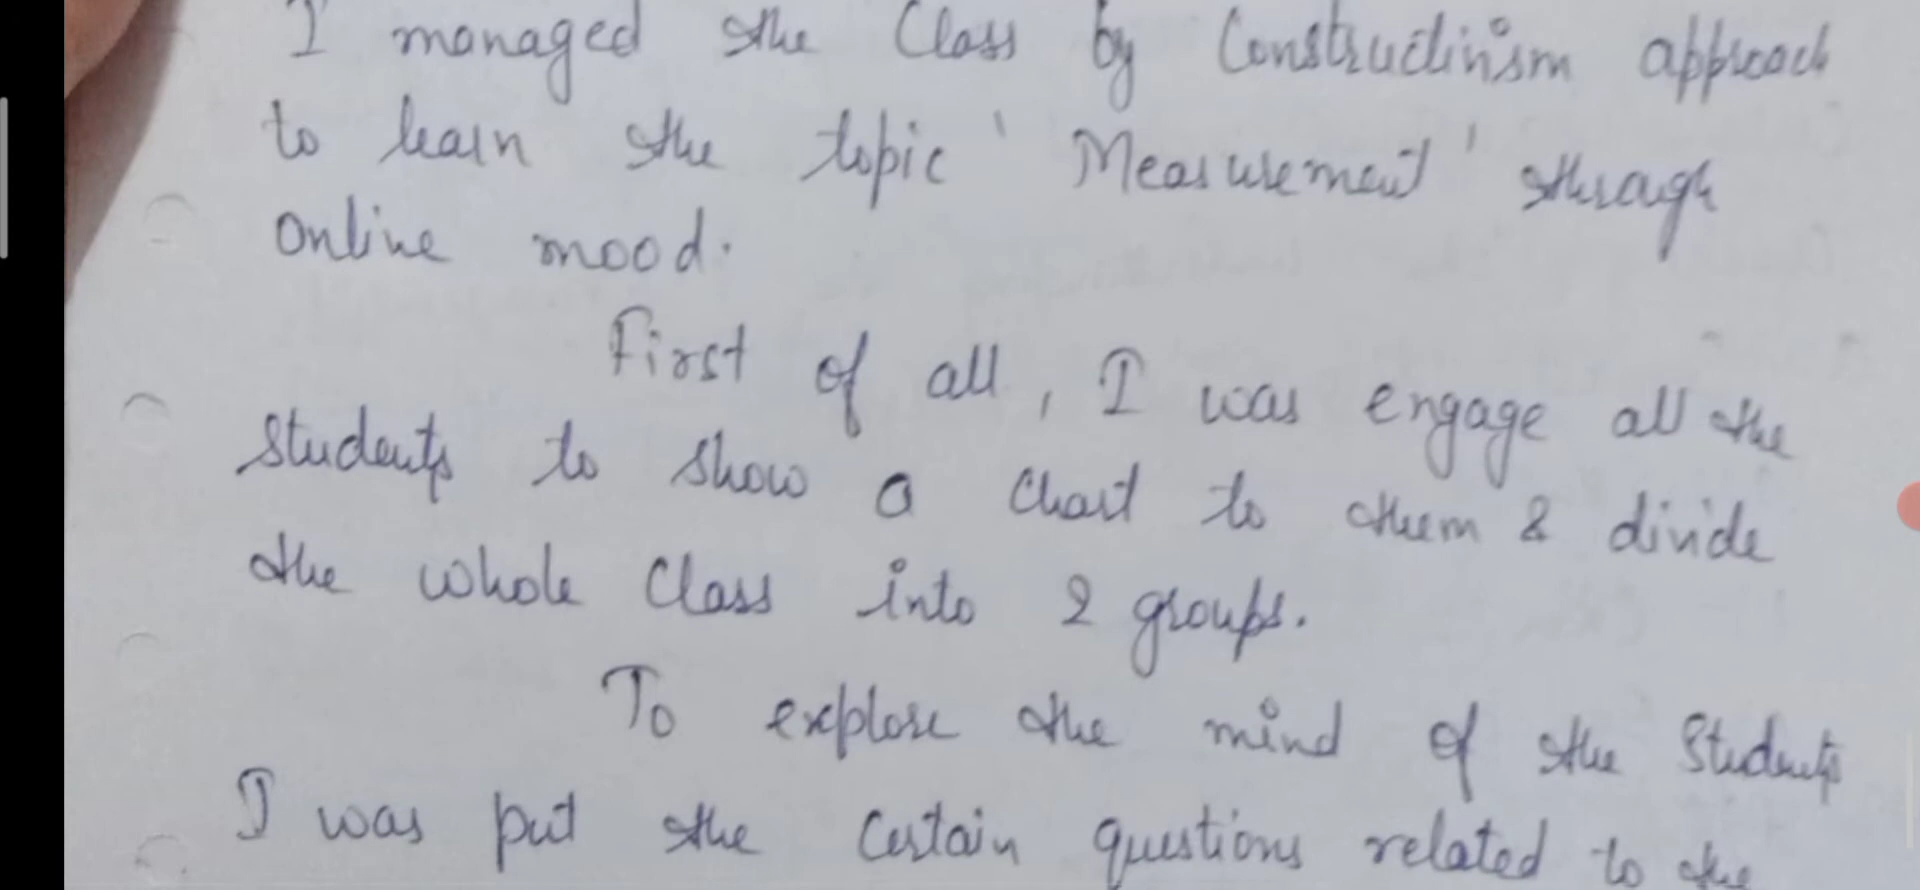 I managed the Class by Constructivism approach
to learn the topic 'Measurement' through
Online mood.
First of all, I was engage all the
students to show a Chart to them & divide
the whole Class into 2 groups.
To explore the mind of the Students
I was put the Certain questions related to the